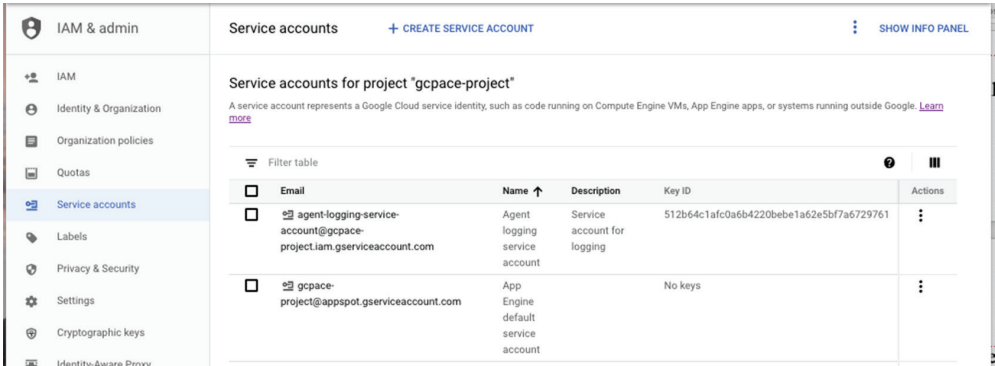 IAM & admin
Service accounts
+ CREATE SERVICE ACCOUNT
SHOW INFO PANEL
IAM
Identity & Organization
Organization policies
Quotas
Service accounts
Labels
Privacy & Security
Settings
Cryptographic keys
Identity-Aware Proxy
Service accounts for project "gcpace-project"
A service account represents a Google Cloud service identity, such as code running on Compute Engine VMs, App Engine apps, or systems running outside Google. Learn
more
Filter table
Email
Name
Description
Key ID
Actions
agent-logging-service-
account@gcpace-
project.iam.gserviceaccount.com
Agent
logging
service
account
Service
account for
logging
512b64c1afc0a6b4220bebe1a62e5bf7a6729761
gcpace-
project@appspot.gserviceaccount.com
App
Engine
default
service
account
No keys